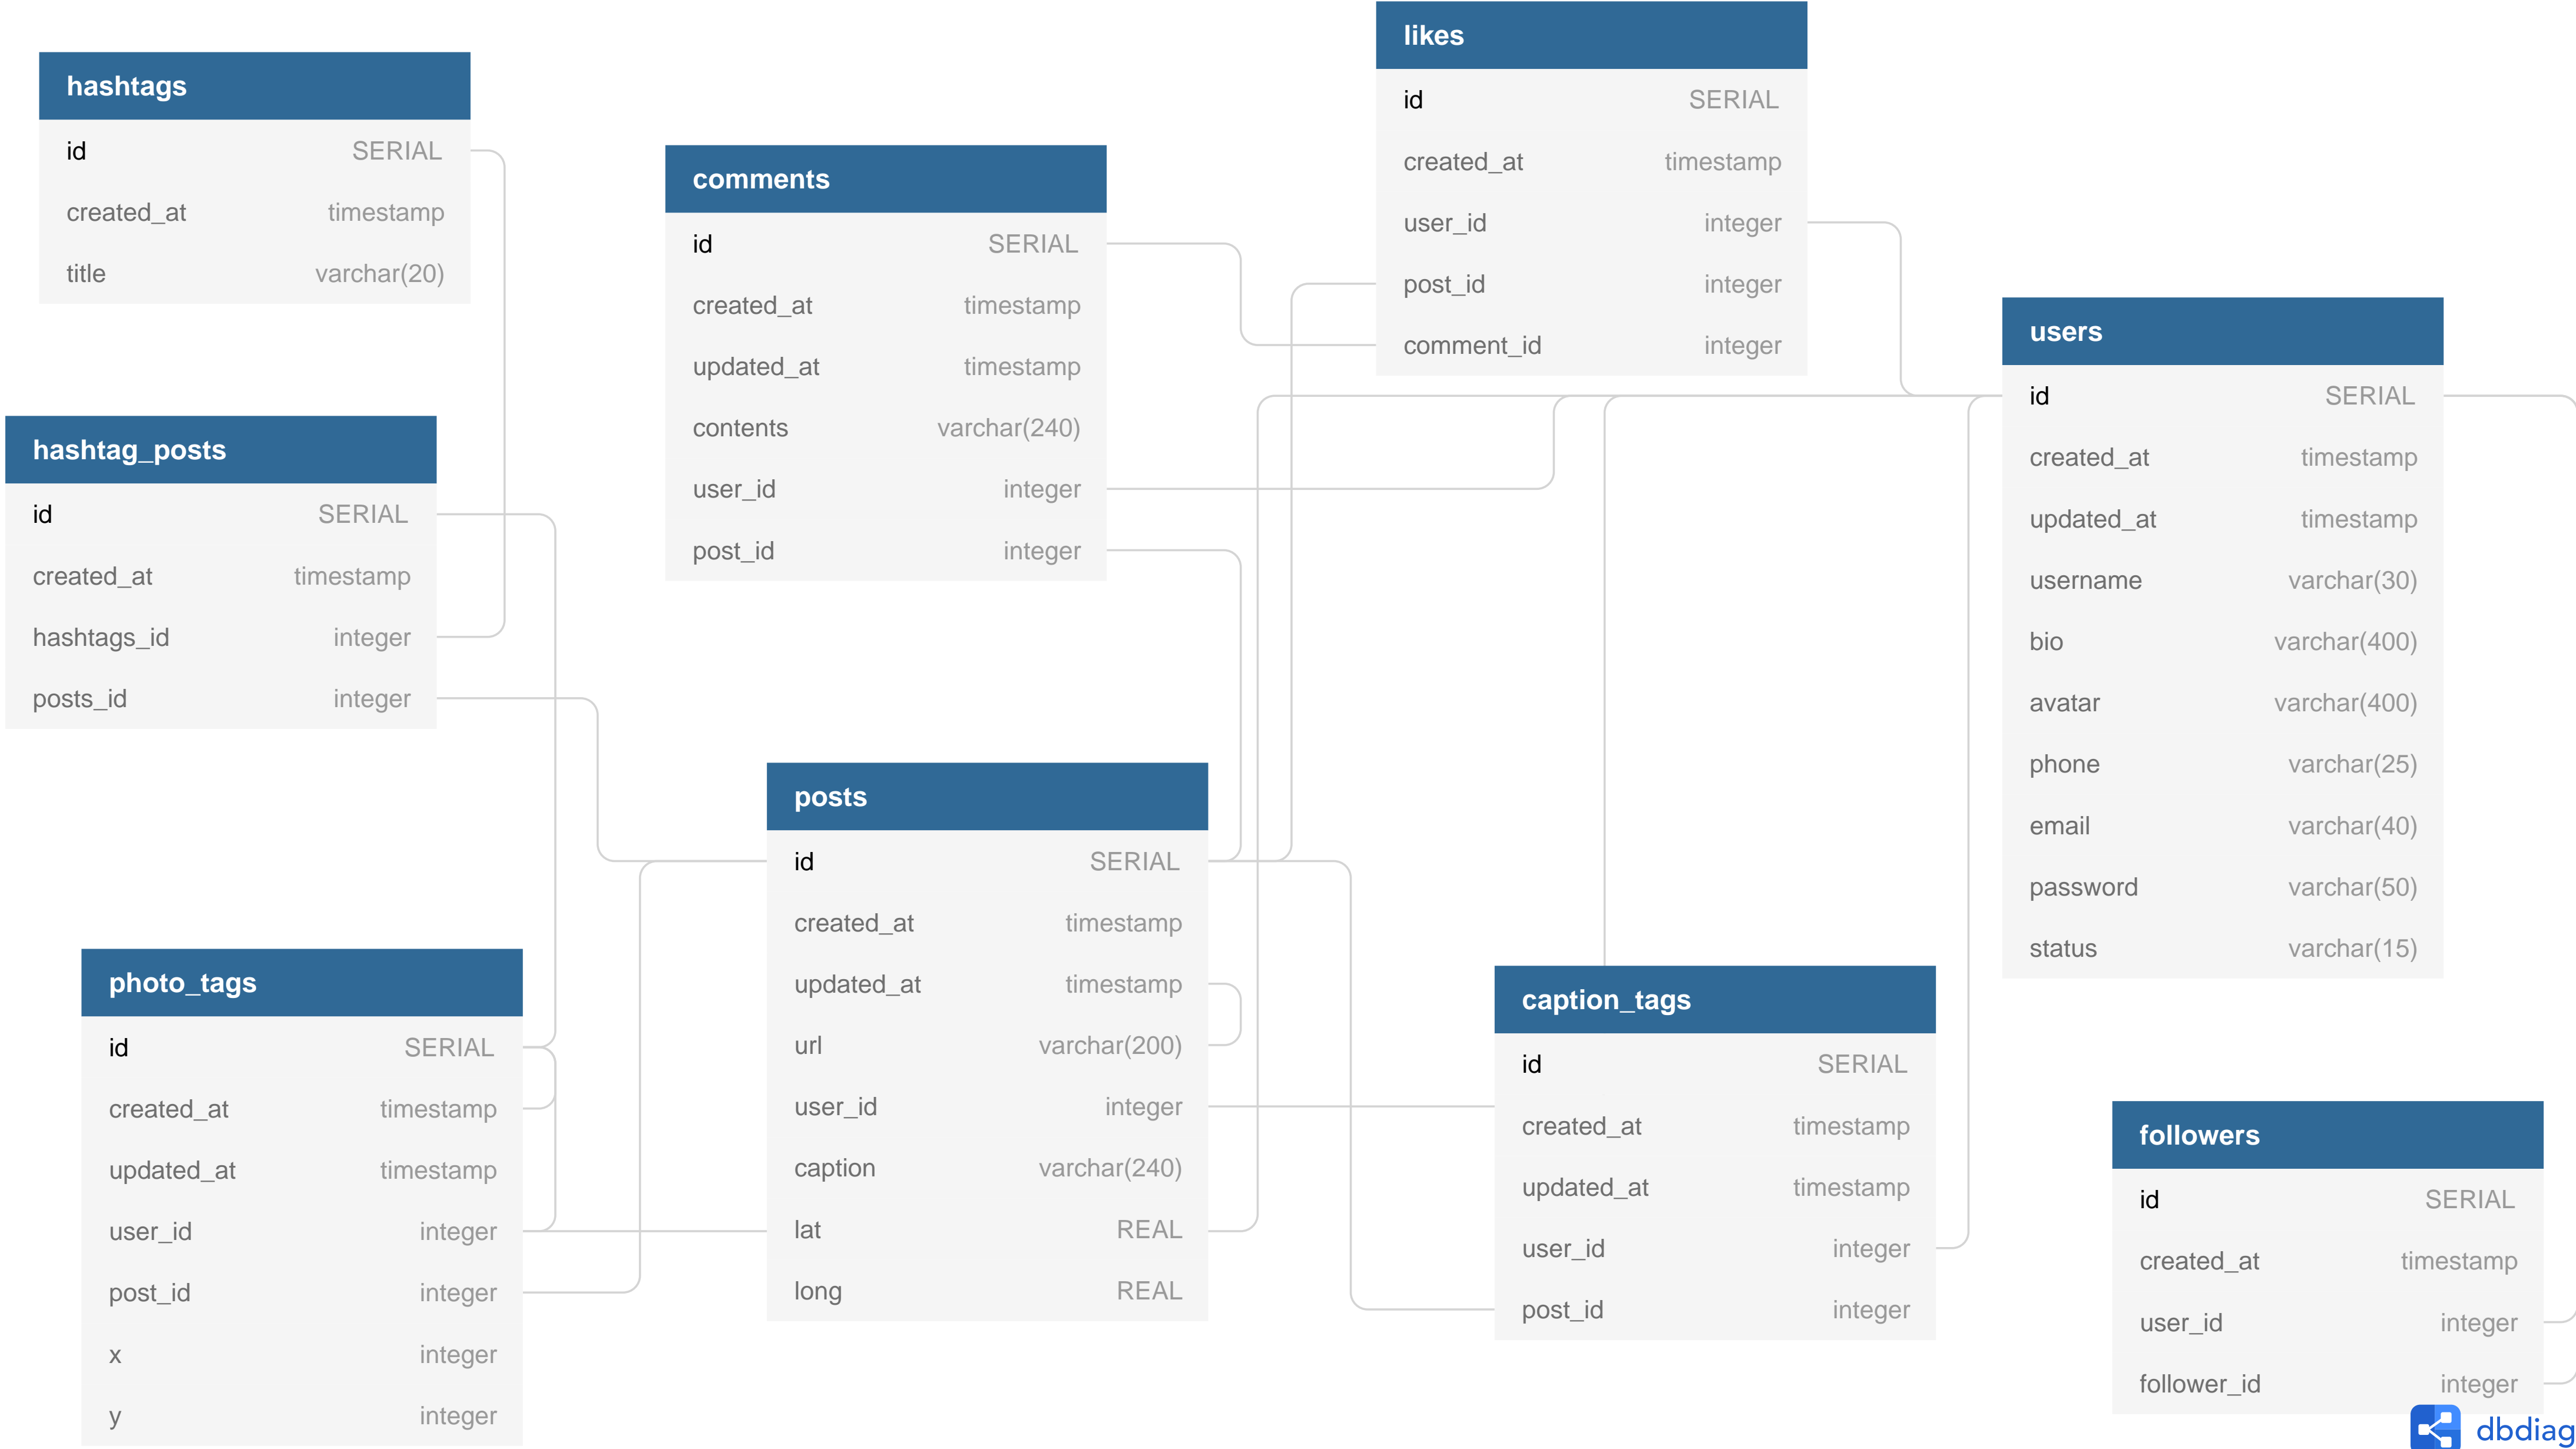 hashtags
id SERIAL
created_at timestamp
title varchar(20)
hashtag_posts
id SERIAL
created_at timestamp
hashtags_id integer
posts_id integer
photo_tags
id SERIAL
created_at timestamp
updated_at timestamp
user_id integer
post_id integer
x integer
y integer
comments
id SERIAL
created_at timestamp
updated_at timestamp
contents varchar(240)
user_id integer
post_id integer
posts
id SERIAL
created_at timestamp
updated_at timestamp
url varchar(200)
user_id integer
caption varchar(240)
lat REAL
long REAL
likes
id SERIAL
created_at timestamp
user_id integer
post_id integer
comment_id integer
caption_tags
id SERIAL
created_at timestamp
updated_at timestamp
user_id integer
post_id integer
users
id SERIAL
created_at timestamp
updated_at timestamp
username varchar(30)
bio varchar(400)
avatar varchar(400)
phone varchar(25)
email varchar(40)
password varchar(50)
status varchar(15)
followers
id SERIAL
created_at timestamp
user_id integer
follower_id integer
dbdiag